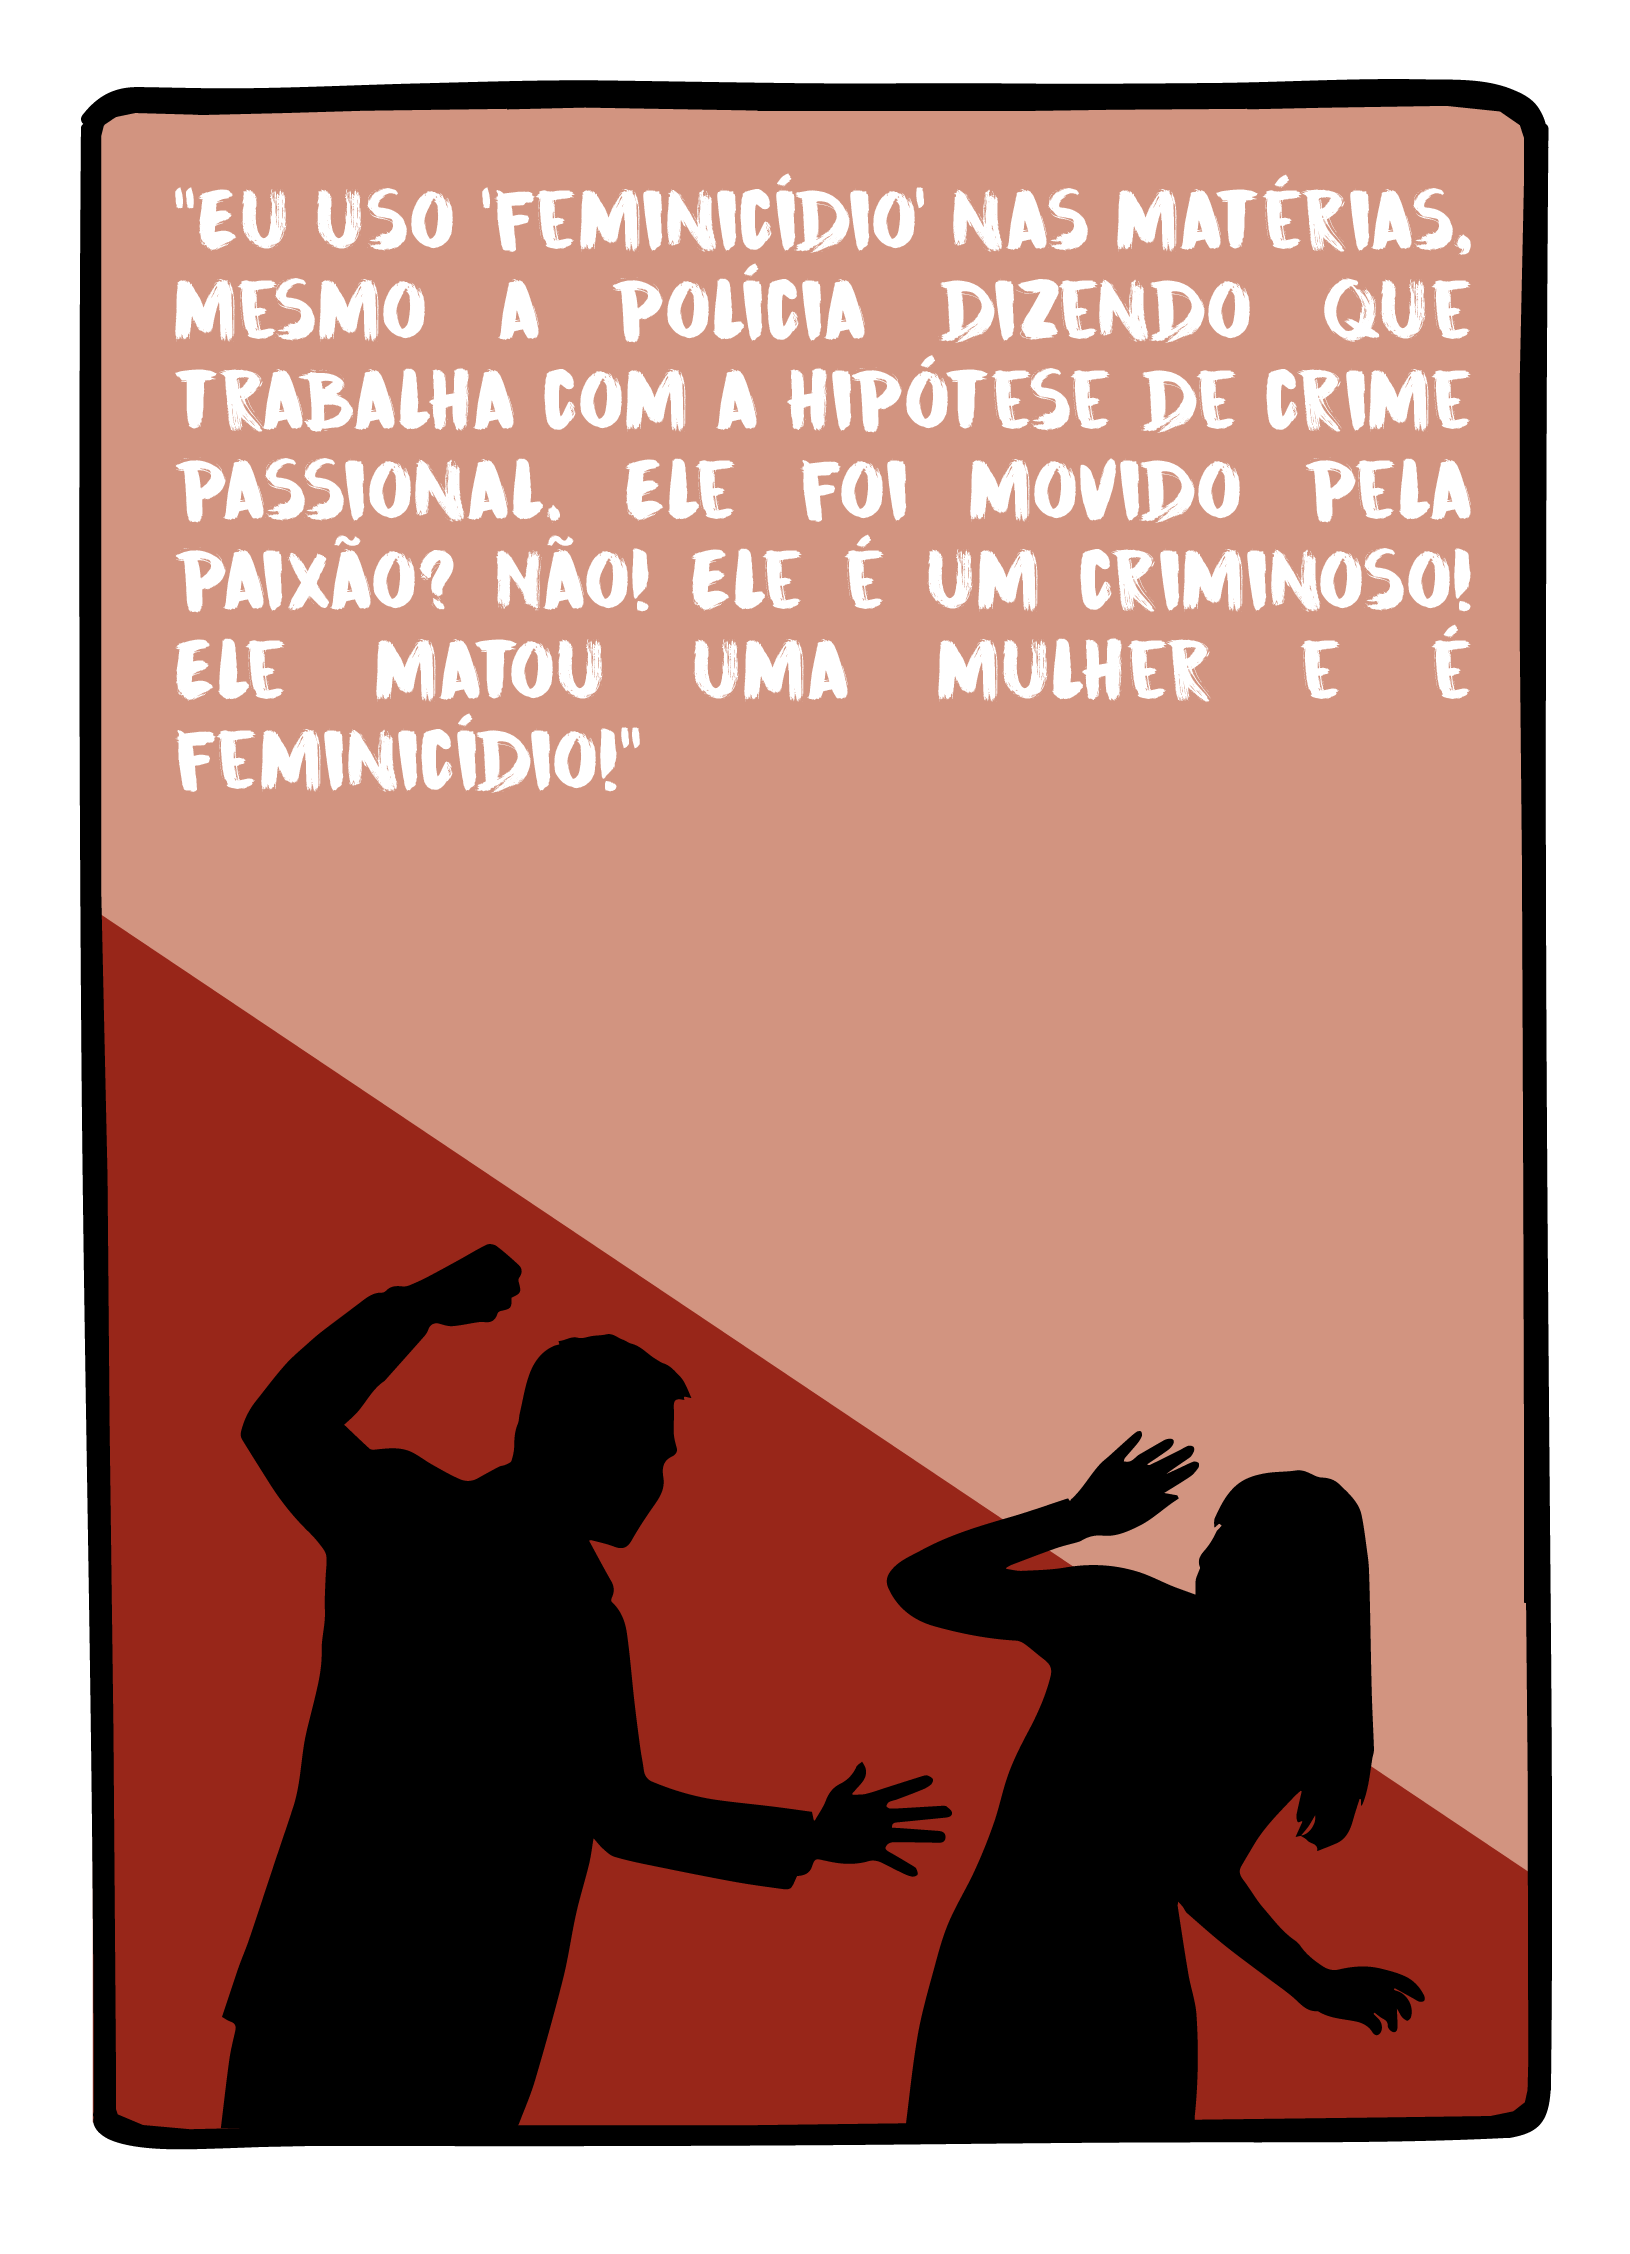 "EU USO 'FEMINICÍDIO' NAS MATÉRIAS,
MESMO A POLÍCIA DIZENDO QUE
TRABALHA COM A HIPÓTESE DE CRIME
PASSIONAL. ELE FOI MOVIDO PELA
PAIXÃO? NÃO! ELE É UM CRIMINOSO!
ELE MATOU UMA MULHER E É
FEMINICÍDIO!"